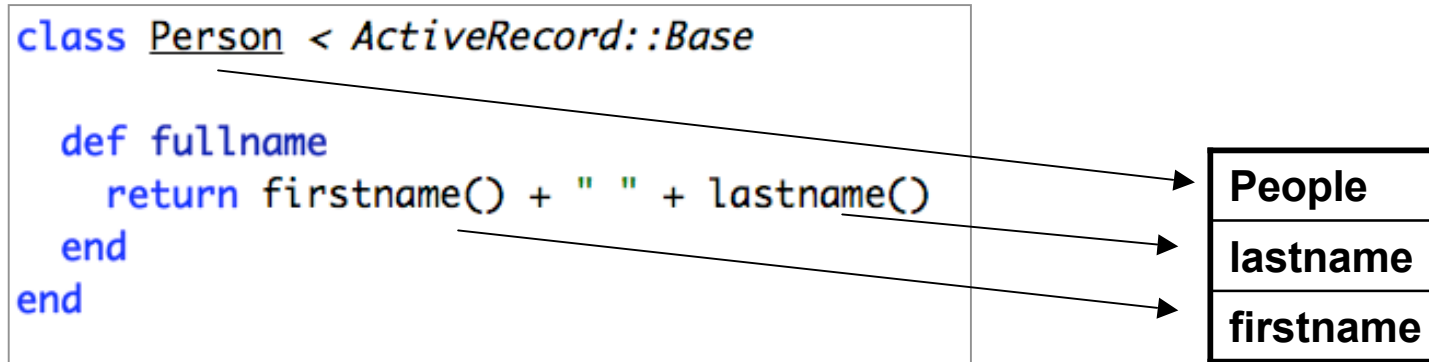 class Person < ActiveRecord::Base
def fullname
return firstname() + " " + lastname()
end
end
People
lastname
firstname